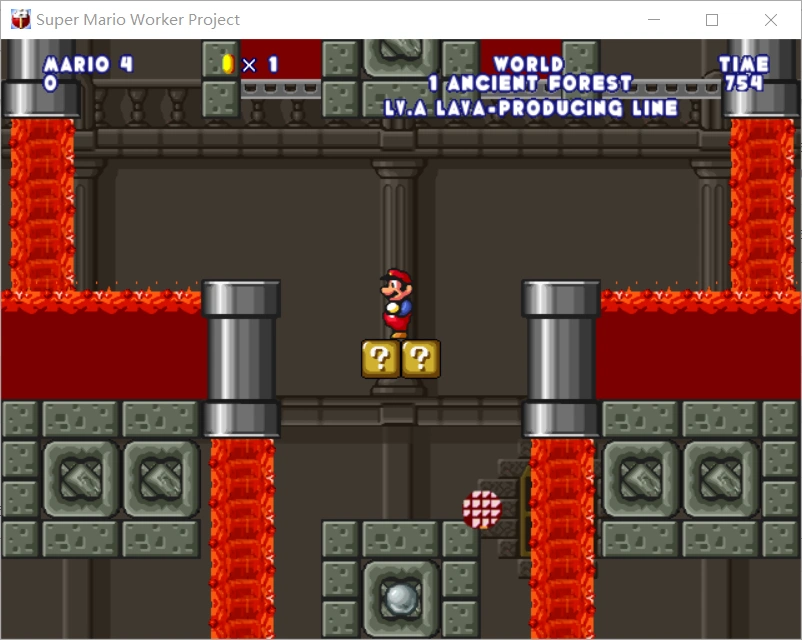 Super Mario Worker Project
MARIO 4
0
× 1
WORLD
1 ANCIENT FOREST
LV.A LAVA-PRODUCING LINE
TIME
754
? ?